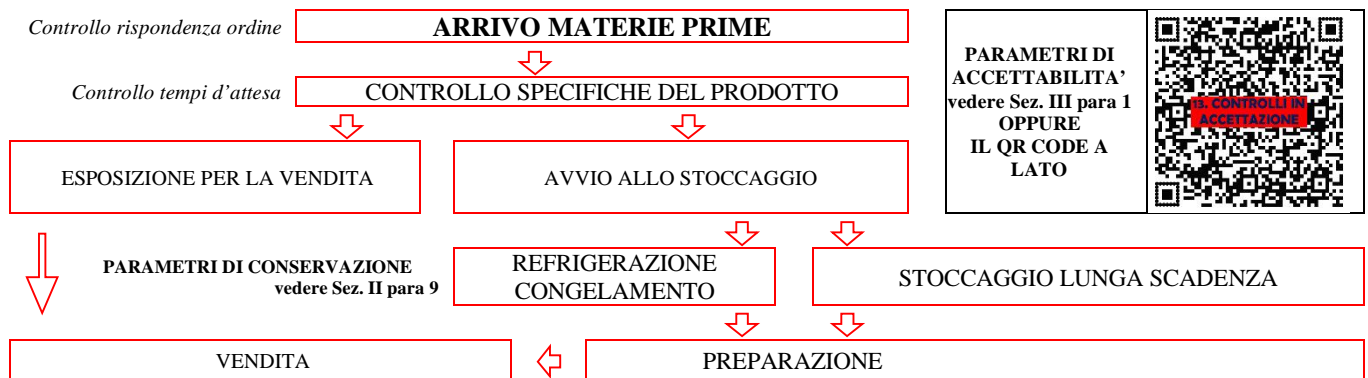 Controllo rispondenza ordine
ARRIVO MATERIE PRIME
Controllo tempi d'attesa
CONTROLLO SPECIFICHE DEL PRODOTTO
PARAMETRI DI
ACCETTABILITA'
vedere Sez. III para 1
OPPURE
IL QR CODE A
LATO
13. CONTROLLI IN
ACCETTAZIONE
ESPOSIZIONE PER LA VENDITA
AVVIO ALLO STOCCAGGIO
PARAMETRI DI CONSERVAZIONE
vedere Sez. II para 9
REFRIGERAZIONE
CONGELAMENTO
STOCCAGGIO LUNGA SCADENZA
VENDITA
PREPARAZIONE